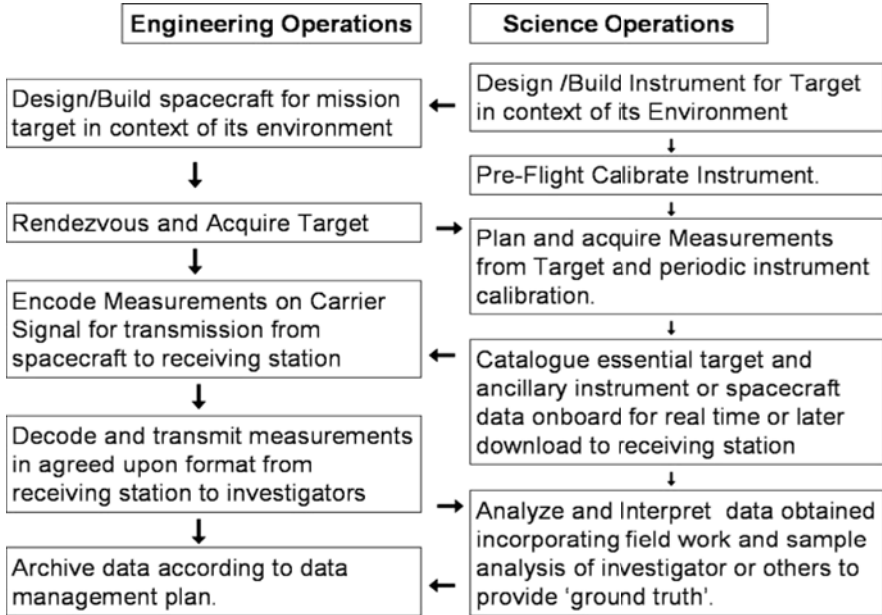 Engineering Operations
Science Operations
Design/Build spacecraft for mission
target in context of its environment
Design /Build Instrument for Target
in context of its Environment
Pre-Flight Calibrate Instrument.
Rendezvous and Acquire Target
Plan and acquire Measurements
from Target and periodic instrument
calibration.
Encode Measurements on Carrier
Signal for transmission from
spacecraft to receiving station
Catalogue essential target and
ancillary instrument or spacecraft
data onboard for real time or later
download to receiving station
Decode and transmit measurements
in agreed upon format from
receiving station to investigators
Analyze and Interpret data obtained
incorporating field work and sample
analysis of investigator or others to
provide 'ground truth'.
Archive data according to data
management plan.